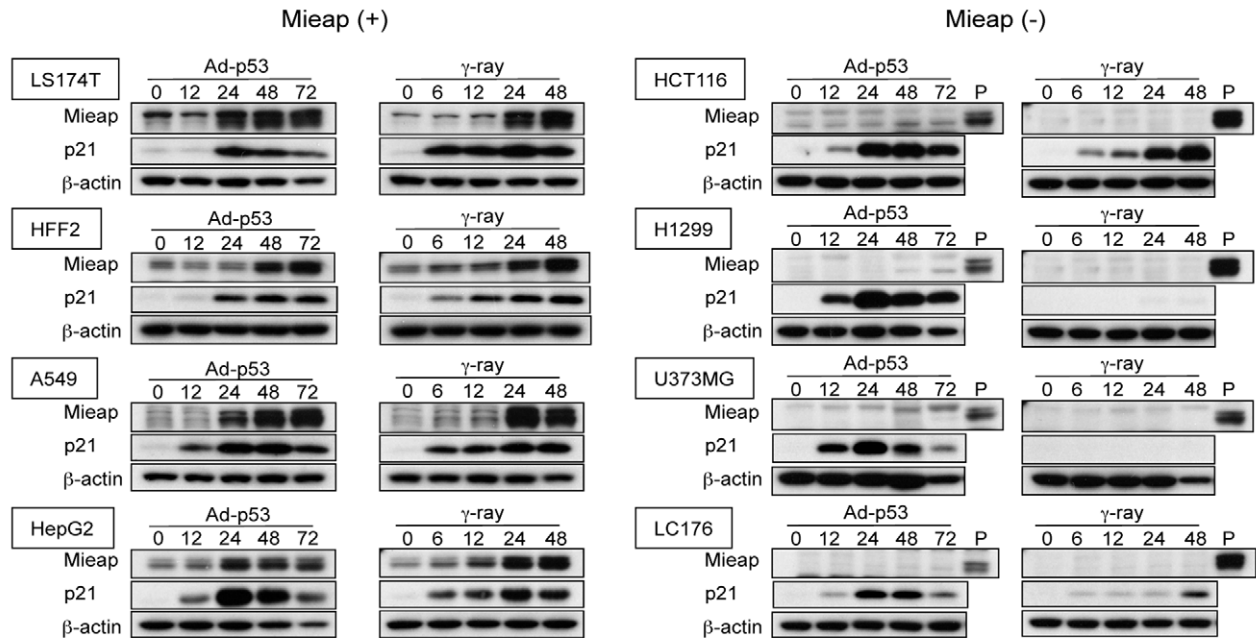 Mieap (+)
Mieap (-)
LS174T
Ad-p53
γ-ray
0 12 24 48 72
0 6 12 24 48
Mieap
p21
β-actin
HFF2
Ad-p53
γ-ray
0 12 24 48 72
0 6 12 24 48
Mieap
p21
β-actin
A549
Ad-p53
γ-ray
0 12 24 48 72
0 6 12 24 48
Mieap
p21
β-actin
HepG2
Ad-p53
γ-ray
0 12 24 48 72
0 6 12 24 48
Mieap
p21
β-actin
HCT116
Ad-p53
γ-ray
0 12 24 48 72 P
0 6 12 24 48 P
Mieap
p21
β-actin
H1299
Ad-p53
γ-ray
0 12 24 48 72 P
0 6 12 24 48 P
Mieap
p21
β-actin
U373MG
Ad-p53
γ-ray
0 12 24 48 72 P
0 6 12 24 48 P
Mieap
p21
β-actin
LC176
Ad-p53
γ-ray
0 12 24 48 72 P
0 6 12 24 48 P
Mieap
p21
β-actin